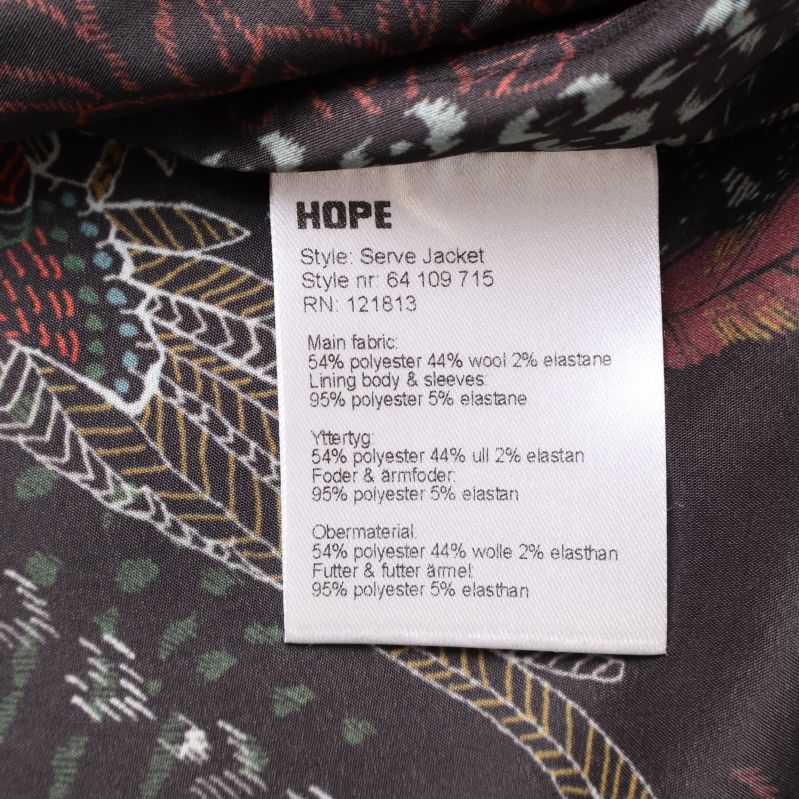 HOPE
Style: Serve Jacket
Style nr: 64 109 715
RN: 121813
Main fabric:
54% polyester 44% wool 2% elastane
Lining body & sleeves:
95% polyester 5% elastane
Yttertyg:
54% polyester 44% ull 2% elastan
Foder & ärmfoder:
95% polyester 5% elastan
Obermaterial:
54% polyester 44% wolle 2% elasthan
Futter & futter ärmel:
95% polyester 5% elasthan